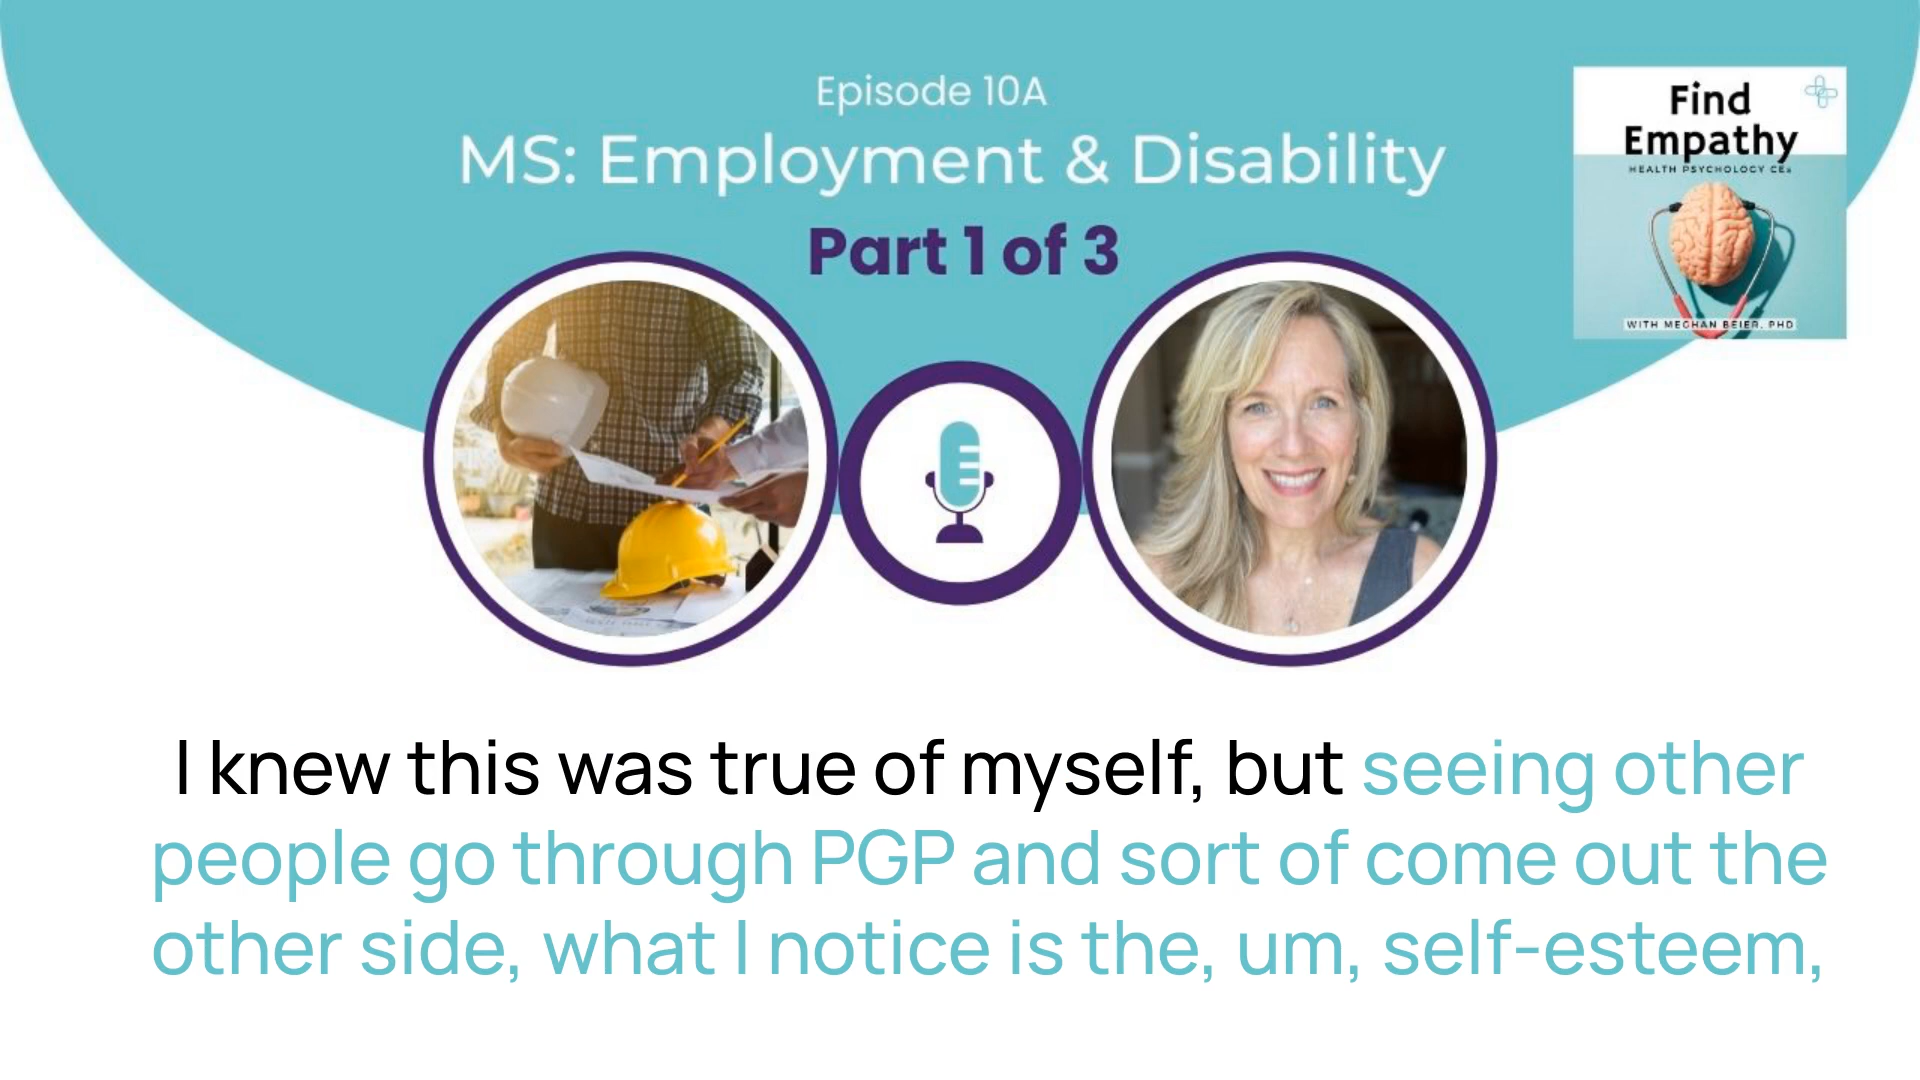 Episode 10A
MS: Employment & Disability
Part 1 of 3
Find
Empathy
HEALTH PSYCHOLOGY CEs
WITH MEGHAN BEIER, PHD
I knew this was true of myself, but seeing other
people go through PGP and sort of come out the
other side, what I notice is the, um, self-esteem,